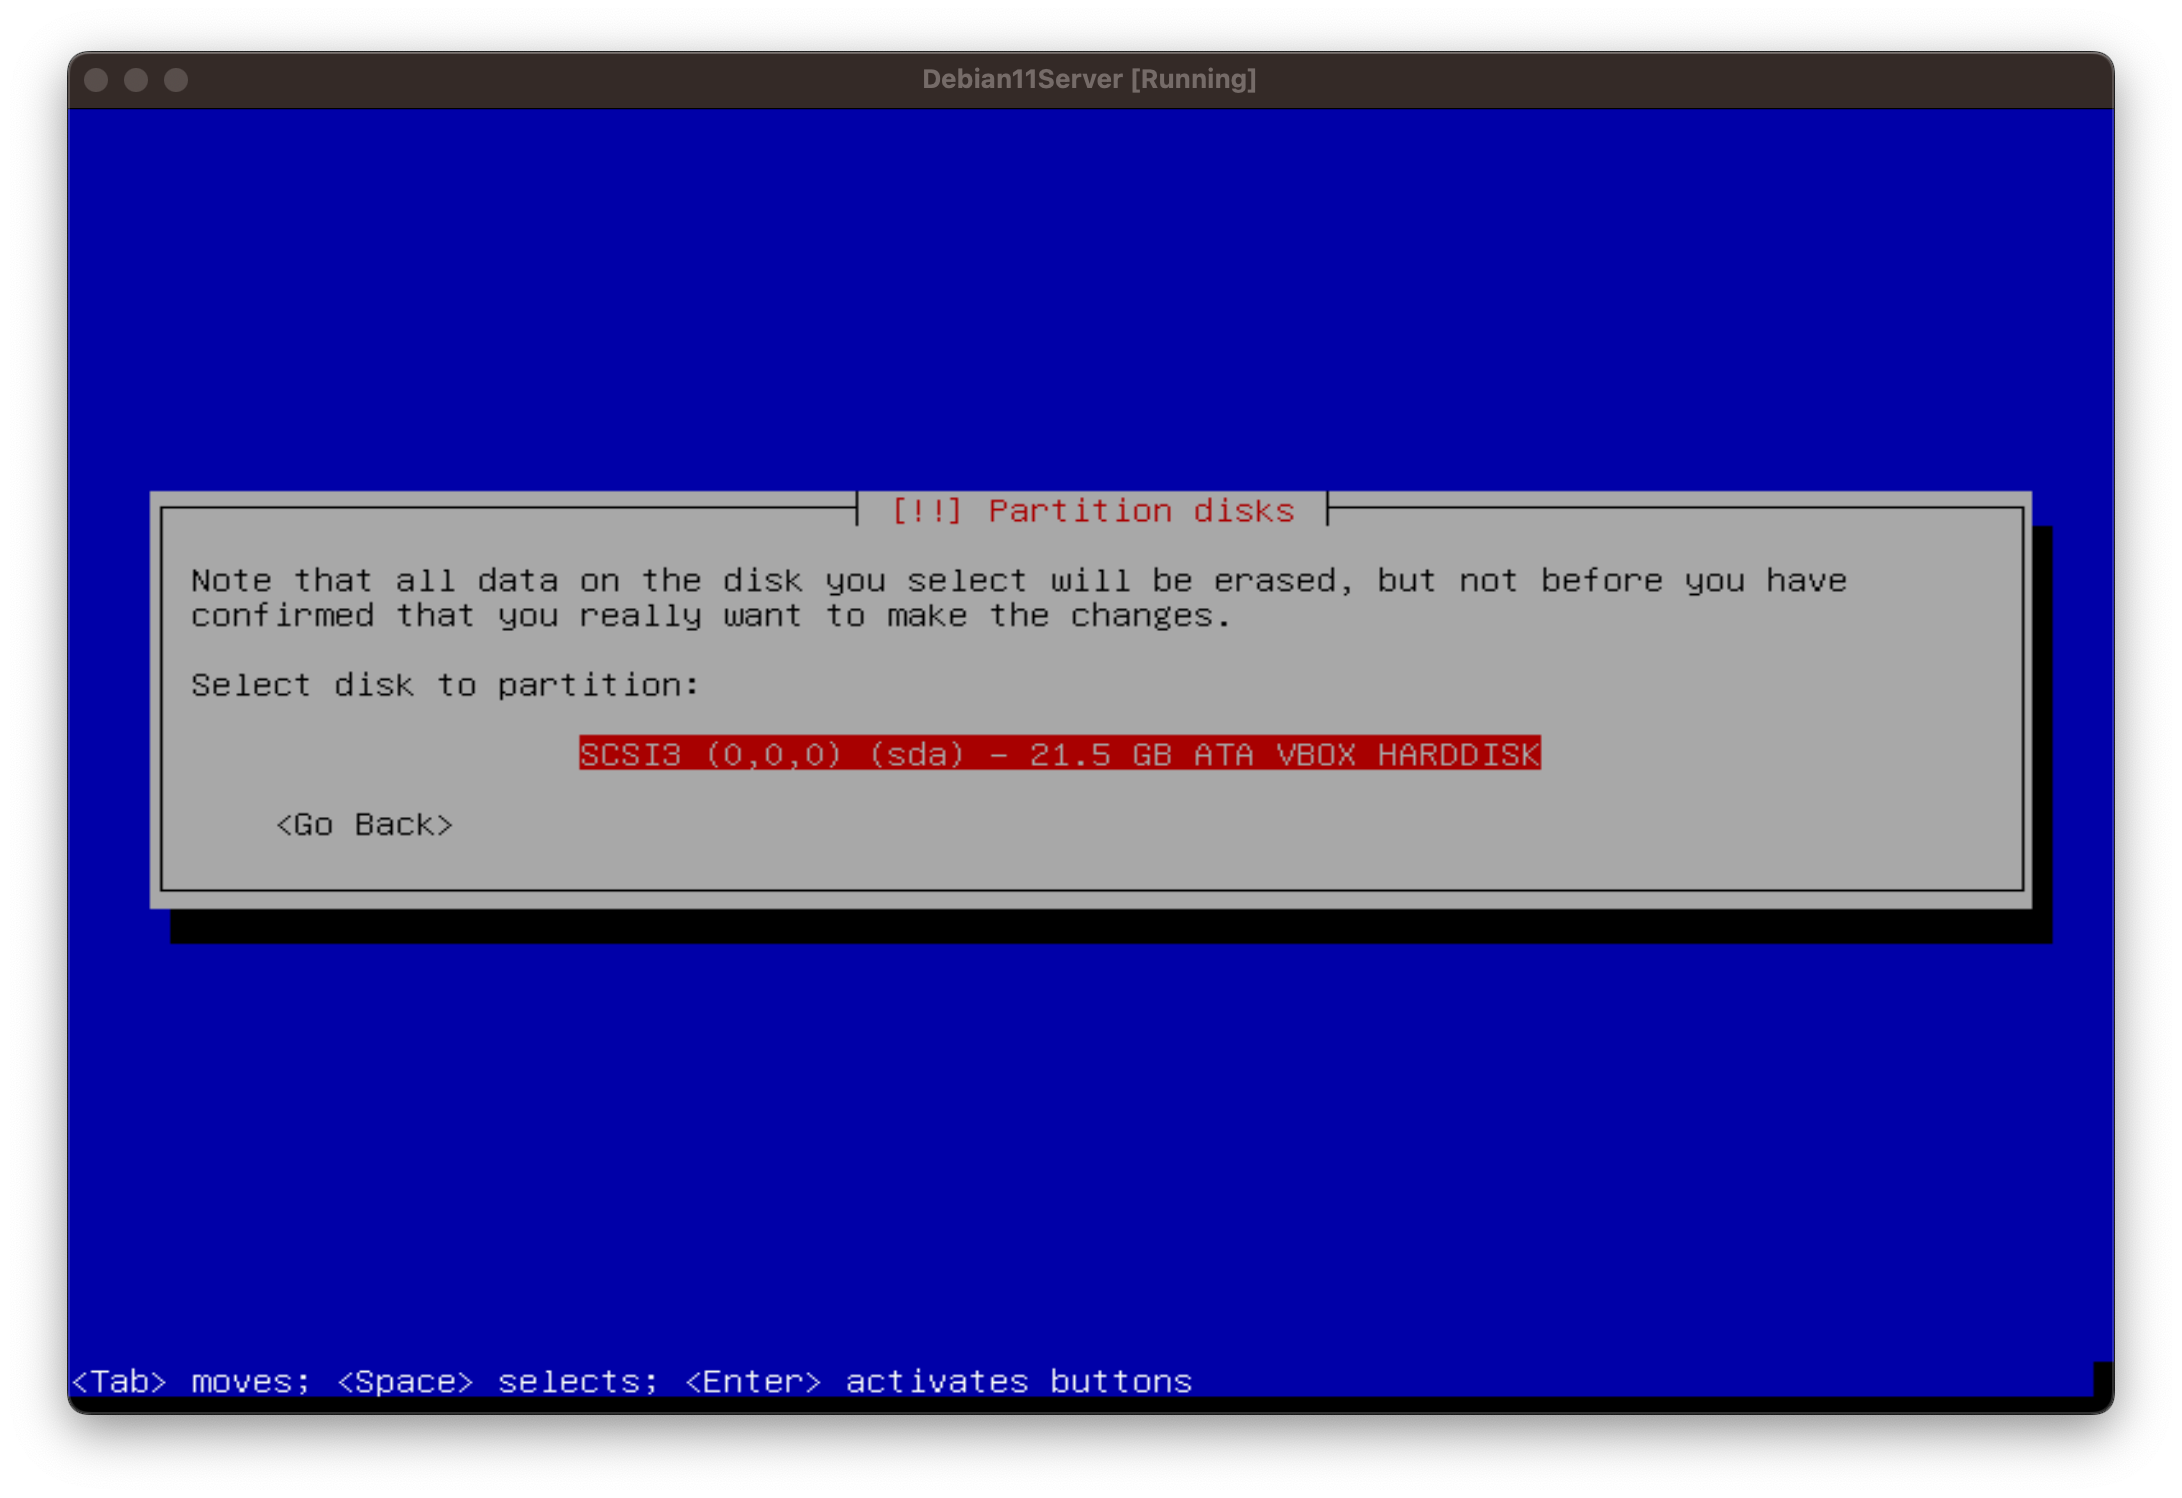 Debian11Server [Running]
[!!] Partition disks
Note that all data on the disk you select will be erased, but not before you have
confirmed that you really want to make the changes.
Select disk to partition:
SCSI3 (0,0,0) (sda) - 21.5 GB ATA VBOX HARDDISK
<Go Back>
<Tab> moves; <Space> selects; <Enter> activates buttons